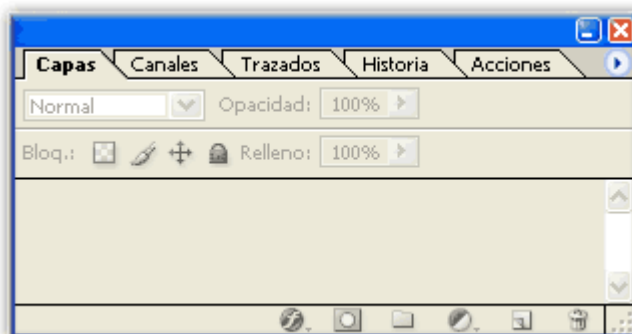 Capas Canales Trazados Historia Acciones
Normal Opacidad: 100%
Bloq.: Relleno: 100%